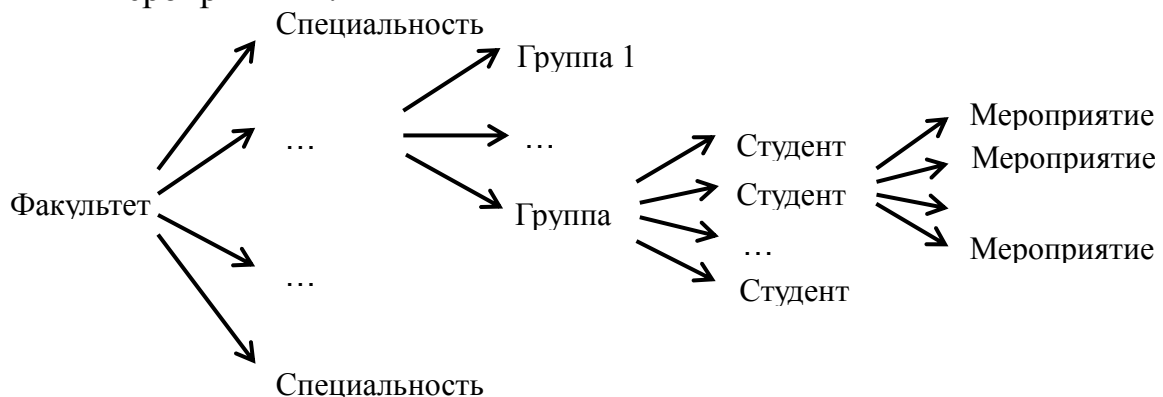 Специальность
Группа 1
Мероприятие
…
…
Студент
Мероприятие
Студент
Факультет
Группа
…
Мероприятие
…
Студент
Специальность